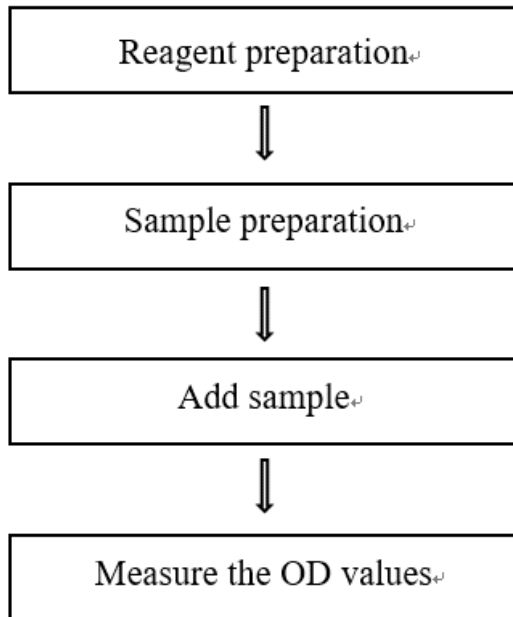 Reagent preparation
Sample preparation
Add sample
Measure the OD values